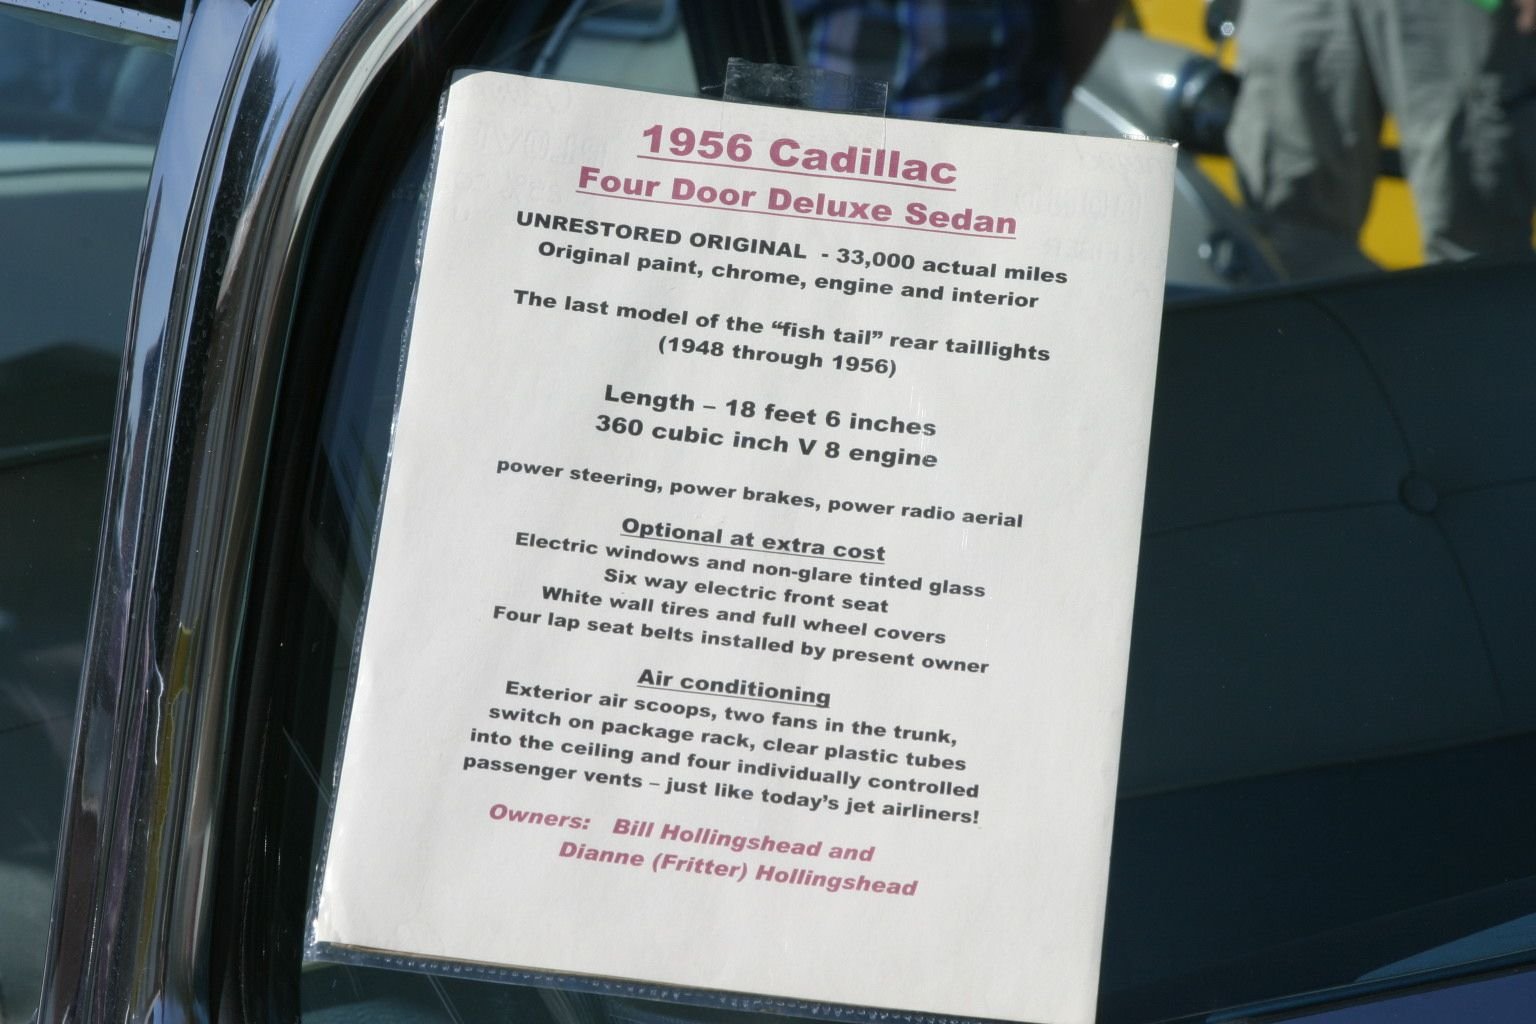 1956 Cadillac
Four Door Deluxe Sedan
UNRESTORED ORIGINAL - 33,000 actual miles
Original paint, chrome, engine and interior
The last model of the “fish tail” rear taillights
(1948 through 1956)
Length – 18 feet 6 inches
360 cubic inch V 8 engine
power steering, power brakes, power radio aerial
Optional at extra cost
Electric windows and non-glare tinted glass
Six way electric front seat
White wall tires and full wheel covers
Four lap seat belts installed by present owner
Air conditioning
Exterior air scoops, two fans in the trunk,
switch on package rack, clear plastic tubes
into the ceiling and four individually controlled
passenger vents – just like today’s jet airliners!
Owners: Bill Hollingshead and
Dianne (Fritter) Hollingshead